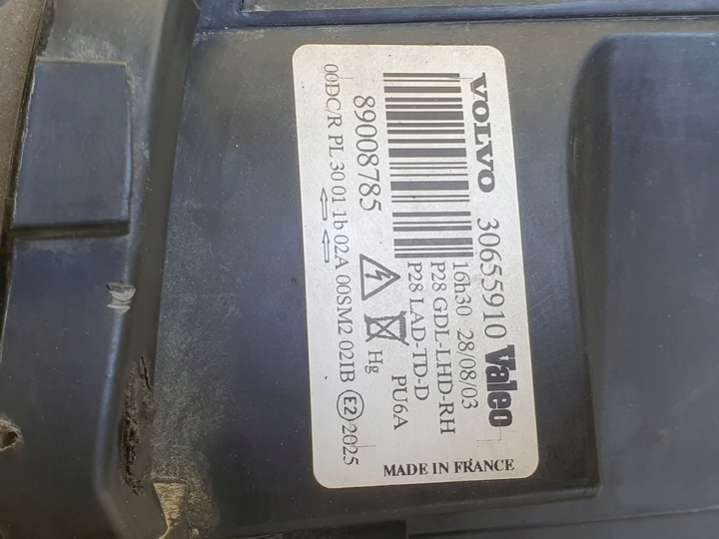 VOLVO 30655910 Valeo
16h30 28/08/03
P28 GDL-LHD-RH
P28 LAD-TD-D
89008785 Hg PU6A
00DC/R PL 30 01 1b 02A 00SM2 02IB E2 2025
MADE IN FRANCE